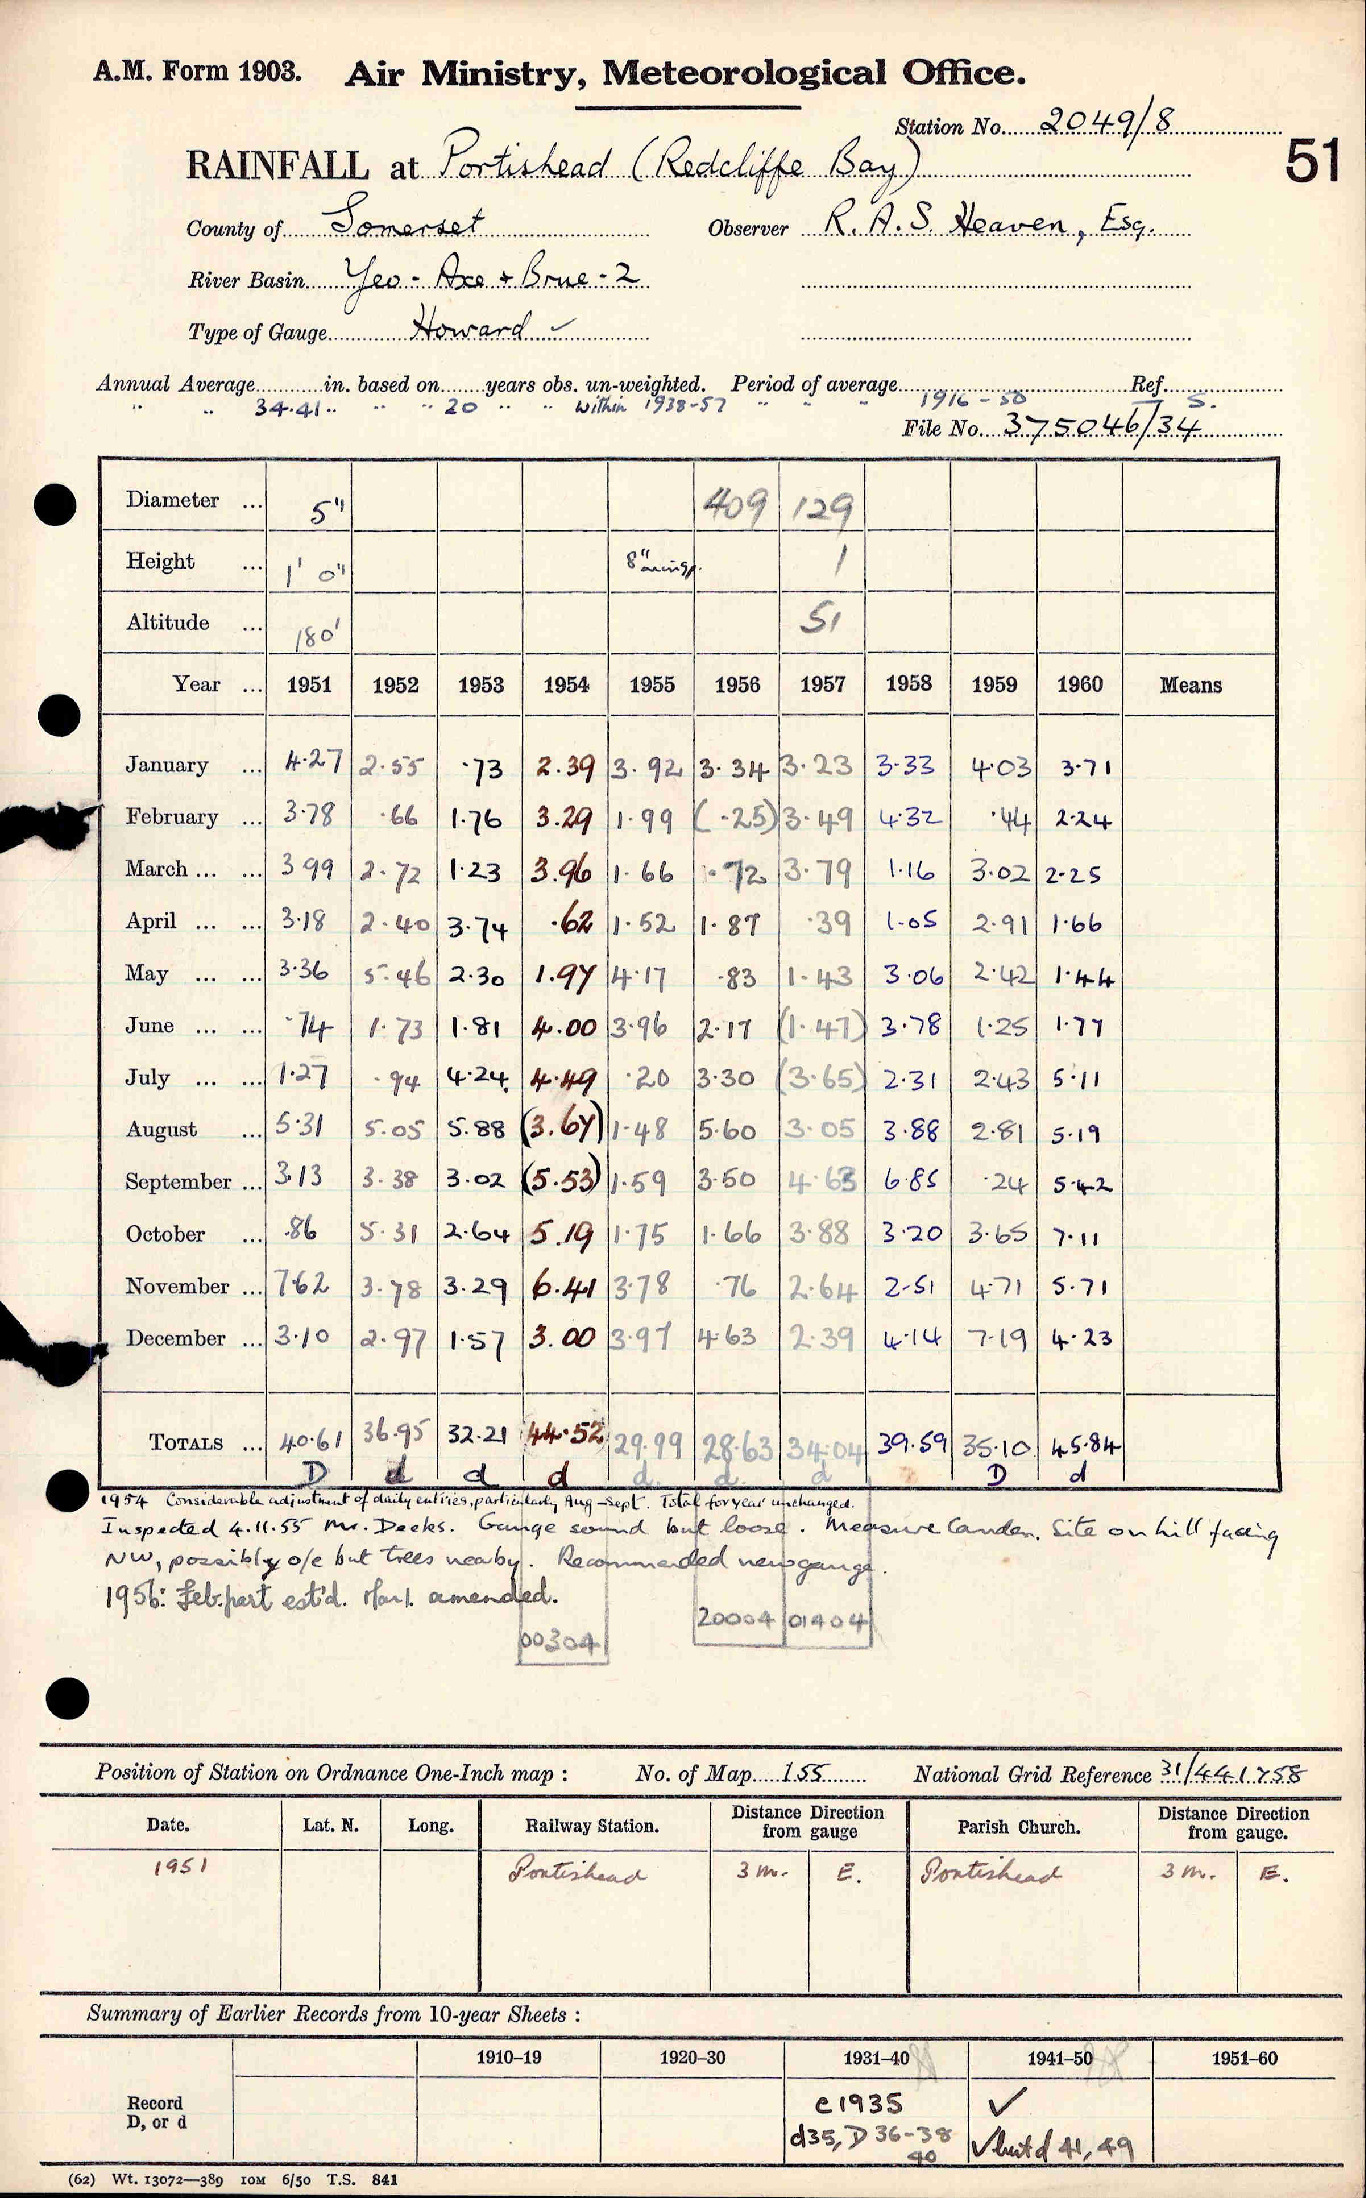 A.M. Form 1903. Air Ministry, Meteorological Office.
Station No. 2049/8
51
RAINFALL at Portishead (Redcliffe Bay)
County of Somerset Observer R. A. S. Heaven, Esq.
River Basin Yeo - Axe + Brue - 2
Type of Gauge Howard ✓
Annual Average in. based on years obs. un-weighted. Period of average Ref.
" " 34.41 " " " 20 " " within 1938-57 " " " 1916-50 S.
File No. 375046/34
Diameter ... 5" 409 129
Height ... 1' 0" 8" 1
Altitude ... 180' 51
Year ... 1951 1952 1953 1954 1955 1956 1957 1958 1959 1960 Means
January ... 4.27 2.55 .73 2.39 3.92 3.34 3.23 3.33 4.03 3.71
February ... 3.78 .66 1.76 3.29 1.99 (.25) 3.49 4.32 .44 2.24
March ... ... 3 99 2.72 1.23 3.96 1.66 .72 3.79 1.16 3.02 2.25
April ... ... 3.18 2.40 3.74 .62 1.52 1.87 .39 1.05 2.91 1.66
May ... ... 3.36 5.46 2.30 1.97 4.17 .83 1.43 3.06 2.42 1.44
June ... ... .74 1.73 1.81 4.00 3.96 2.17 (1.47) 3.78 1.25 1.77
July ... ... 1.27 .94 4.24 4.49 .20 3.30 (3.65) 2.31 2.43 5.11
August ... 5.31 5.05 5.88 (3.67) 1.48 5.60 3.05 3.88 2.81 5.19
September ... 3.13 3.38 3.02 (5.53) 1.59 3.50 4.63 6.85 .24 5.42
October ... .86 5.31 2.64 5.19 1.75 1.66 3.88 3.20 3.65 7.11
November ... 7.62 3.78 3.29 6.41 3.78 .76 2.64 2.51 4.71 5.71
December ... 3.10 2.97 1.57 3.00 3.97 4.63 2.39 4.14 7.19 4.23
TOTALS ... 40.61 36.95 32.21 44.52 29.99 28.63 34.04 39.59 35.10 45.84
D d d d d d d D d
1954 Considerable adjustment of daily entries, particularly Aug-Sept. Total for year unchanged.
Inspected 4.11.55 Mr. Deeks. Gauge sound but loose. Measure Camden. Site on hill facing
NW, possibly o/e but trees nearby. Recommended new gauge.
1956: Feb. part est'd. Mar. amended.
20004 01404
00304
Position of Station on Ordnance One-Inch map : No. of Map 155 National Grid Reference 31/441758
Date. Lat. N. Long. Railway Station. Distance Direction from gauge Parish Church. Distance Direction from gauge.
1951 Portishead 3 m. E. Portishead 3 m. E.
Summary of Earlier Records from 10-year Sheets :
1910–19 1920–30 1931–40 1941–50 1951–60
Record D, or d
c 1935 ✓
d35, D 36-38 40 ✓ but d 41, 49
(62) Wt. 13072—389 10M 6/50 T.S. 841